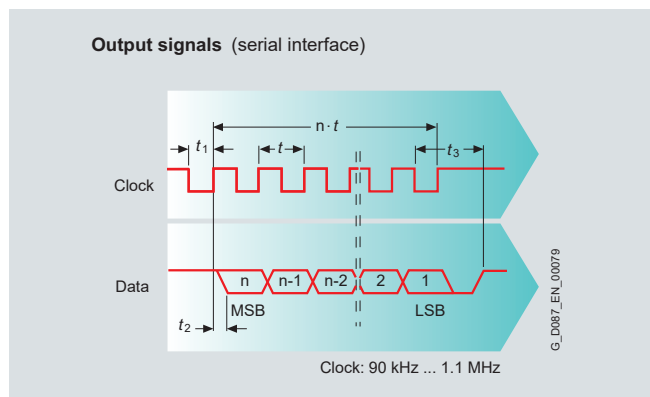 Output signals (serial interface)
n · t
t1
t
t3
Clock
Data
n
n-1
n-2
2
1
MSB
LSB
t2
G_D087_EN_00079
Clock: 90 kHz ... 1.1 MHz